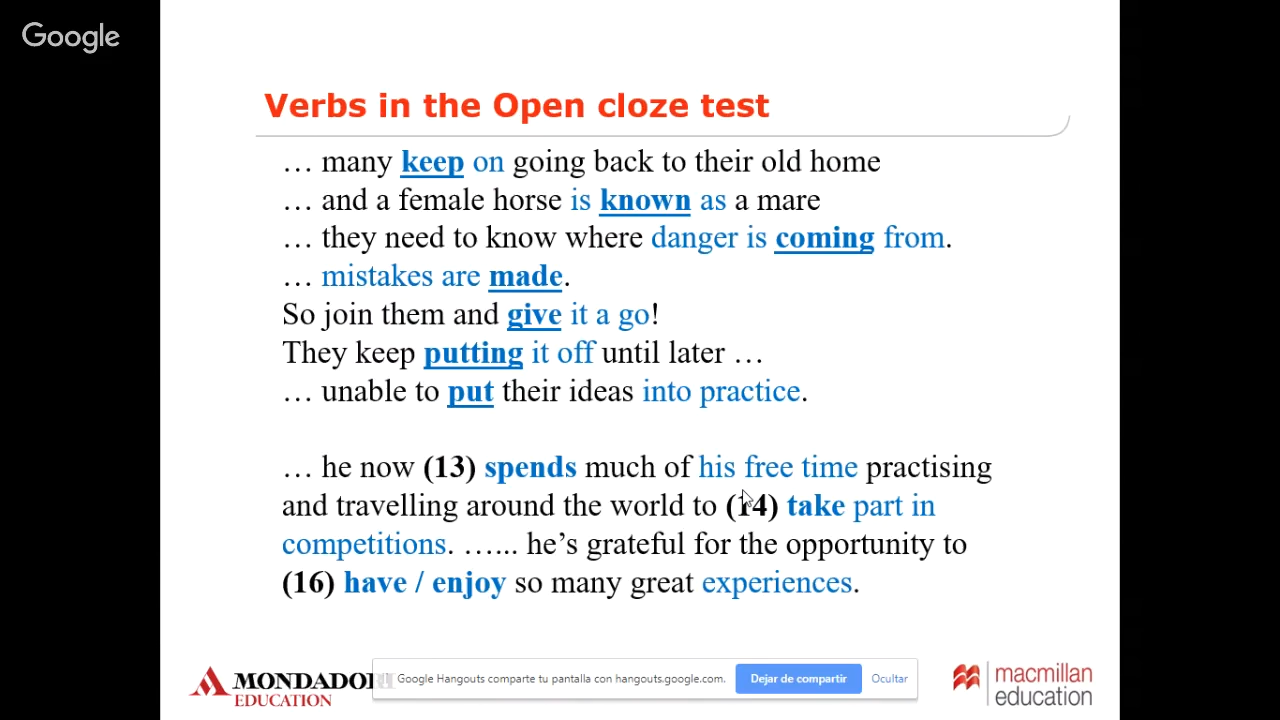 Google
Verbs in the Open cloze test
… many keep on going back to their old home
… and a female horse is known as a mare
… they need to know where danger is coming from.
… mistakes are made.
So join them and give it a go!
They keep putting it off until later …
… unable to put their ideas into practice.
… he now (13) spends much of his free time practising
and travelling around the world to (14) take part in
competitions. …... he’s grateful for the opportunity to
(16) have / enjoy so many great experiences.
MONDADORI
EDUCATION
Google Hangouts comparte tu pantalla con hangouts.google.com.
Dejar de compartir
Ocultar
macmillan
education